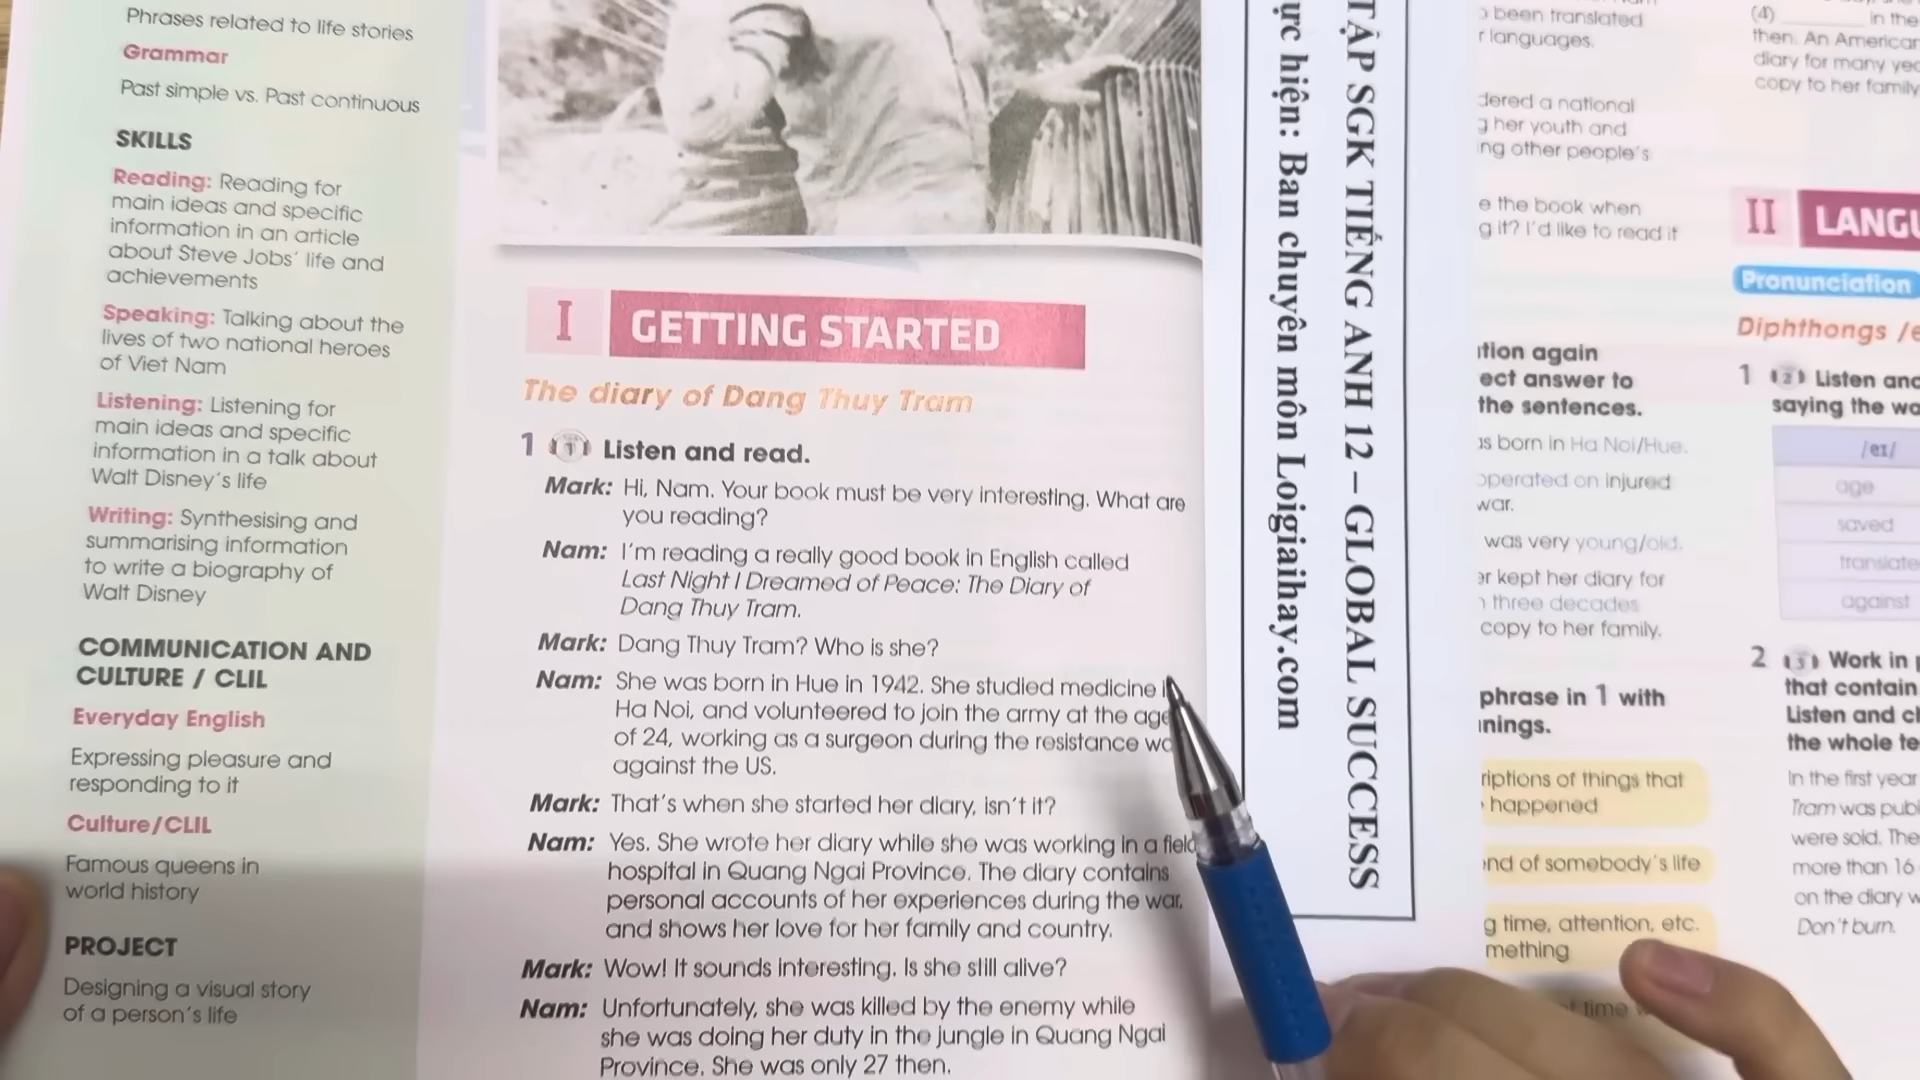 Phrases related to life stories
Grammar
Past simple vs. Past continuous
SKILLS
Reading: Reading for
main ideas and specific
information in an article
about Steve Jobs' life and
achievements
Speaking: Talking about the
lives of two national heroes
of Viet Nam
Listening: Listening for
main ideas and specific
information in a talk about
Walt Disney's life
Writing: Synthesising and
summarising information
to write a biography of
Walt Disney
COMMUNICATION AND
CULTURE / CLIL
Everyday English
Expressing pleasure and
responding to it
Culture/CLIL
Famous queens in
world history
PROJECT
Designing a visual story
of a person's life
I GETTING STARTED
The diary of Dang Thuy Tram
1 Listen and read.
Mark: Hi, Nam. Your book must be very interesting. What are
you reading?
Nam: I'm reading a really good book in English called
Last Night I Dreamed of Peace: The Diary of
Dang Thuy Tram.
Mark: Dang Thuy Tram? Who is she?
Nam: She was born in Hue in 1942. She studied medicine
Ha Noi, and volunteered to join the army at the age
of 24, working as a surgeon during the resistance
against the US.
Mark: That's when she started her diary, isn't it?
Nam: Yes. She wrote her diary while she was working in a field
hospital in Quang Ngai Province. The diary contains
personal accounts of her experiences during the war,
and shows her love for her family and country.
Mark: Wow! It sounds interesting. Is she still alive?
Nam: Unfortunately, she was killed by the enemy while
she was doing her duty in the jungle in Quang Ngai
Province. She was only 27 then.
TẬP SGK TIẾNG ANH 12 – GLOBAL SUCCESS
hiện: Ban chuyên môn Loigiaihay.com
been translated
languages.
a national
her youth and
other people's
the book when
it? I'd like to read it
again
answer to
the sentences.
born in Ha Noi/Hue.
operated on injured
war.
was very young/old.
kept her diary for
three decades
copy to her family.
phrase in 1 with
of things that
happened
of somebody's life
time, attention, etc.
time
(4) in the
then. An American
diary for many
copy to her family
II
Pronunciation
Diphthongs
1 2 Listen and
saying the
/eɪ/
age
saved
translate
against
2 3 Work in
that contain
Listen and
the whole
In the first year
Tram was
were sold. The
more than 16
on the diary
Don't burn.